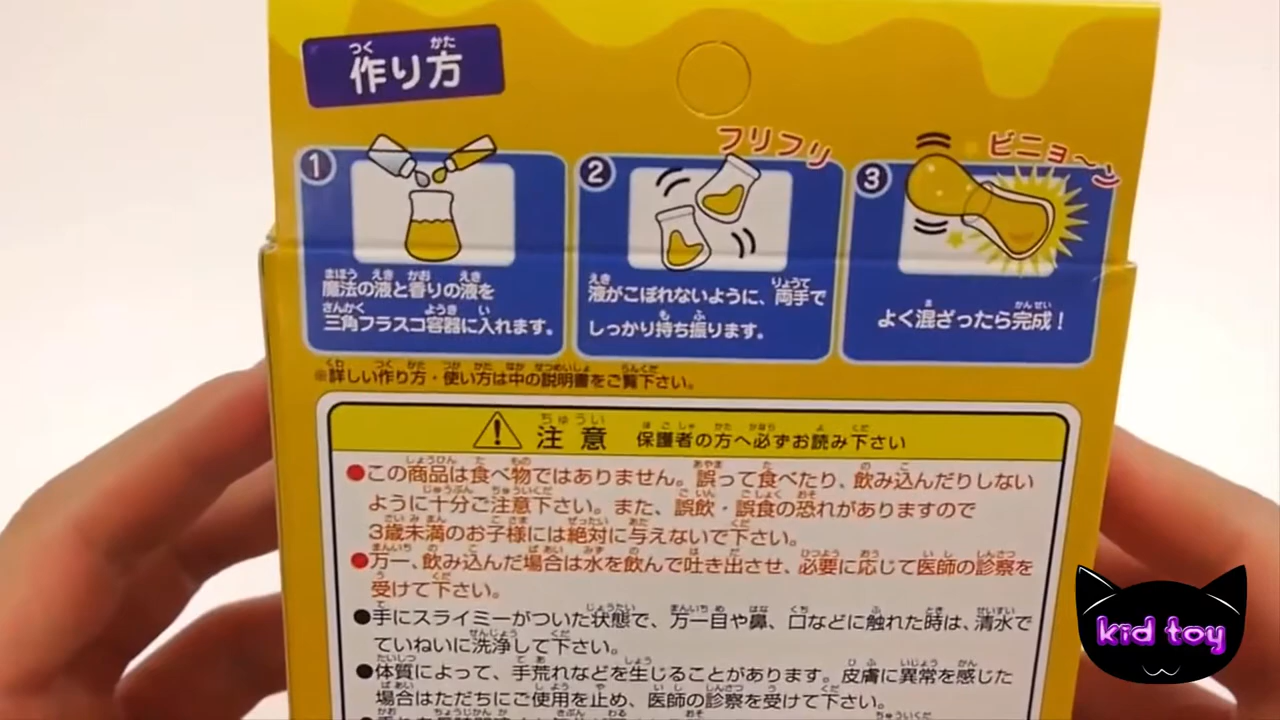 作り方
フリフリ
ビニョ〜ン
1
2
3
魔法の液と香りの液を
三角フラスコ容器に入れます。
液がこぼれないように、両手で
しっかり持ち振ります。
よく混ざったら完成!
※詳しい作り方・使い方は中の説明書をご覧下さい。
注意 保護者の方へ必ずお読み下さい
●この商品は食べ物ではありません。誤って食べたり、飲み込んだりしない
ように十分ご注意下さい。また、誤飲・誤食の恐れがありますので
3歳未満のお子様には絶対に与えないで下さい。
●万一、飲み込んだ場合は水を飲んで吐き出させ、必要に応じて医師の診察を
受けて下さい。
●手にスライミーがついた状態で、万一目や鼻、口などに触れた時は、清水で
ていねいに洗浄して下さい。
●体質によって、手荒れなどを生じることがあります。皮膚に異常を感じた
場合はただちにご使用を止め、医師の診察を受けて下さい。
kid toy